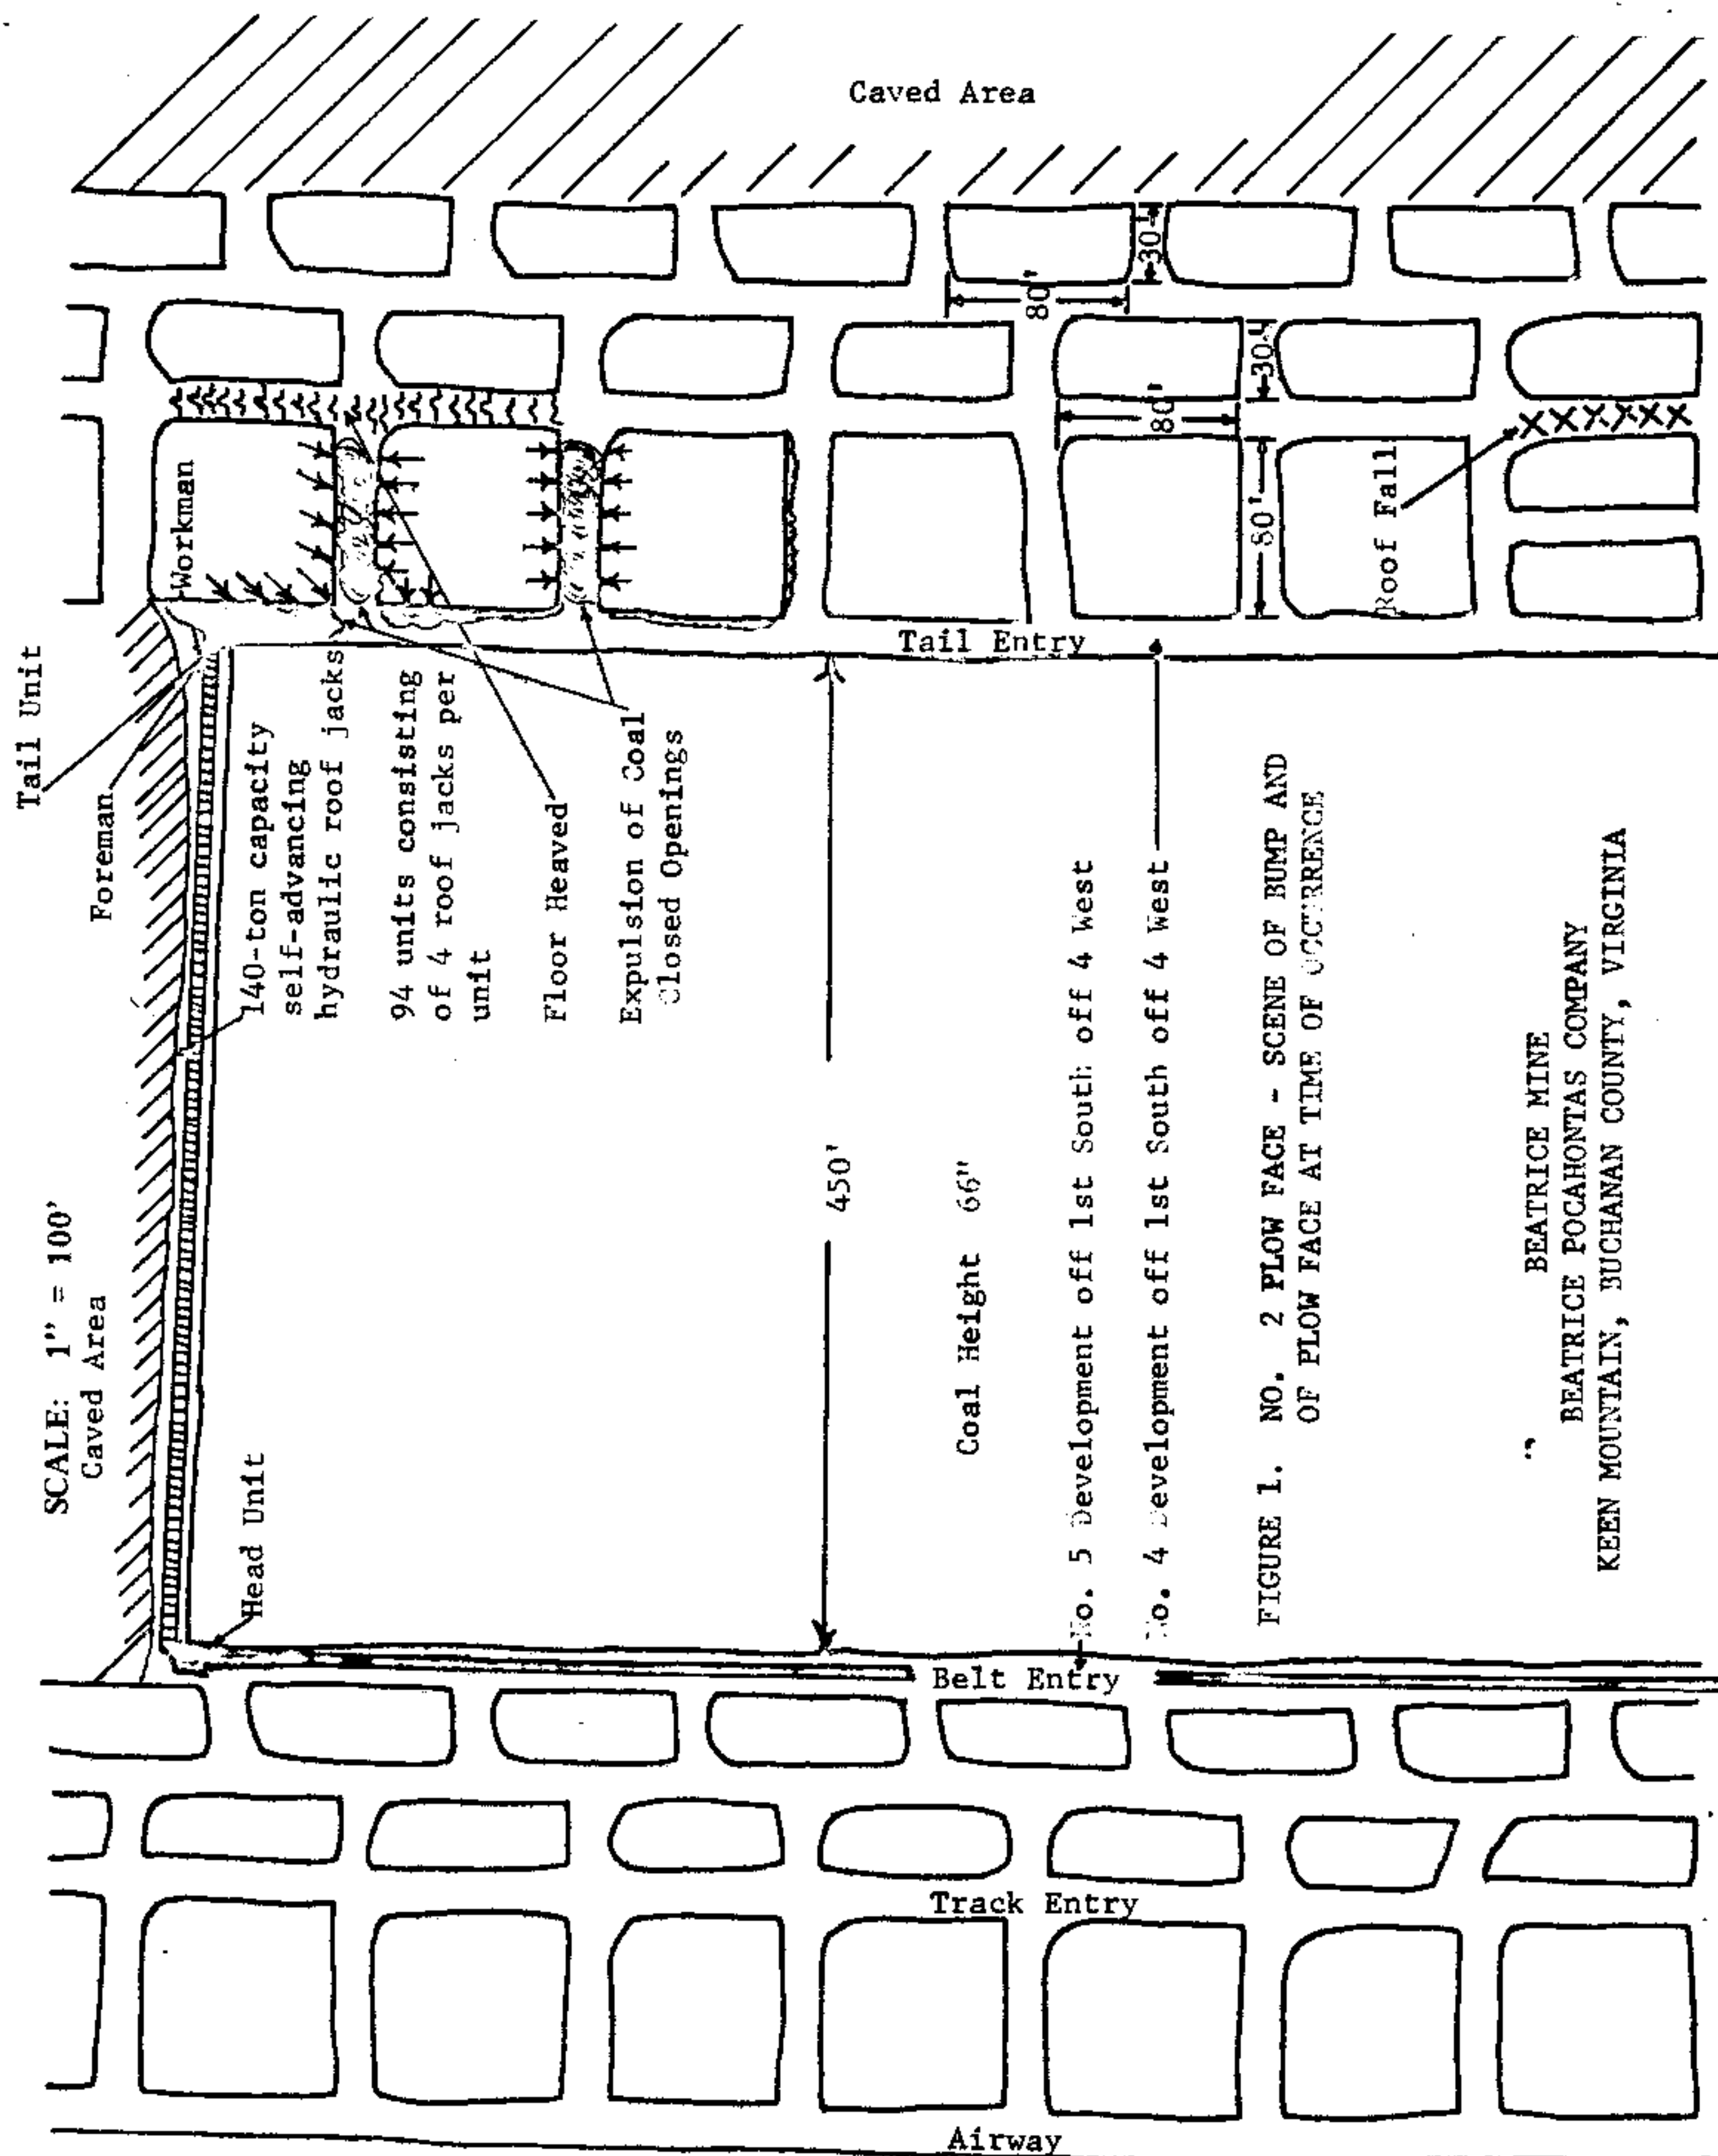 SCALE: 1" = 100'
Caved Area
Tail Unit
Foreman
Head Unit
140-ton capacity
self-advancing
hydraulic roof jacks
94 units consisting
of 4 roof jacks per
unit
Floor Heaved
Expulsion of Coal
Closed Openings
Workman
Caved Area
80'
30'
80'
30'
80'
Roof Fall
Tail Entry
450'
Coal Height 66"
No. 5 Development off 1st South off 4 West
No. 4 Development off 1st South off 4 West
Belt Entry
Track Entry
Airway
FIGURE 1. NO. 2 PLOW FACE - SCENE OF BUMP AND
OF PLOW FACE AT TIME OF OCCURRENCE
BEATRICE MINE
BEATRICE POCAHONTAS COMPANY
KEEN MOUNTAIN, BUCHANAN COUNTY, VIRGINIA